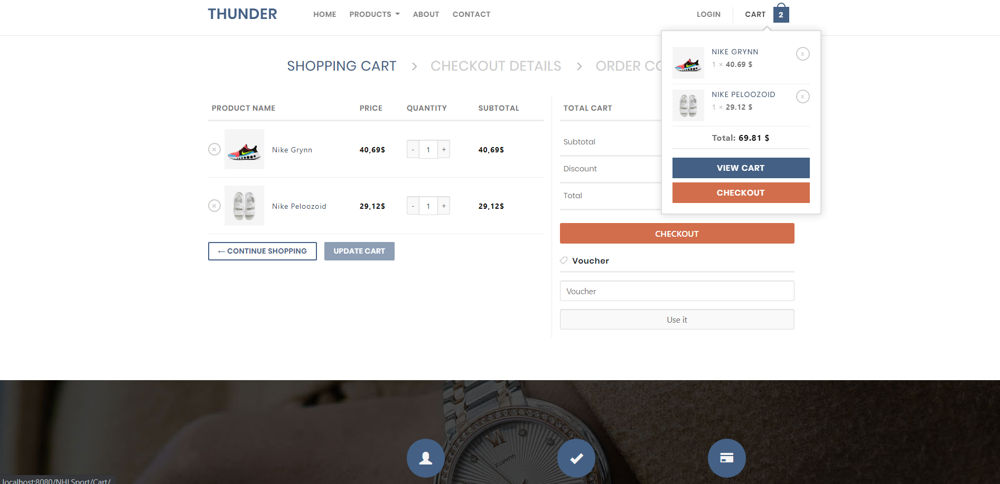 THUNDER
HOME PRODUCTS ABOUT CONTACT
LOGIN CART 2
NIKE GRYNN x
1 × 40.69 $
NIKE PELOOZOID x
1 × 29.12 $
Total: 69.81 $
VIEW CART
CHECKOUT
SHOPPING CART > CHECKOUT DETAILS > ORDER CO
PRODUCT NAME PRICE QUANTITY SUBTOTAL
× Nike Grynn 40,69$ - 1 + 40,69$
× Nike Peloozoid 29,12$ - 1 + 29,12$
← CONTINUE SHOPPING UPDATE CART
TOTAL CART
Subtotal
Discount
Total
CHECKOUT
Voucher
Voucher
Use it
QUARTZ
localhost:8080/NHLSport/Cart/